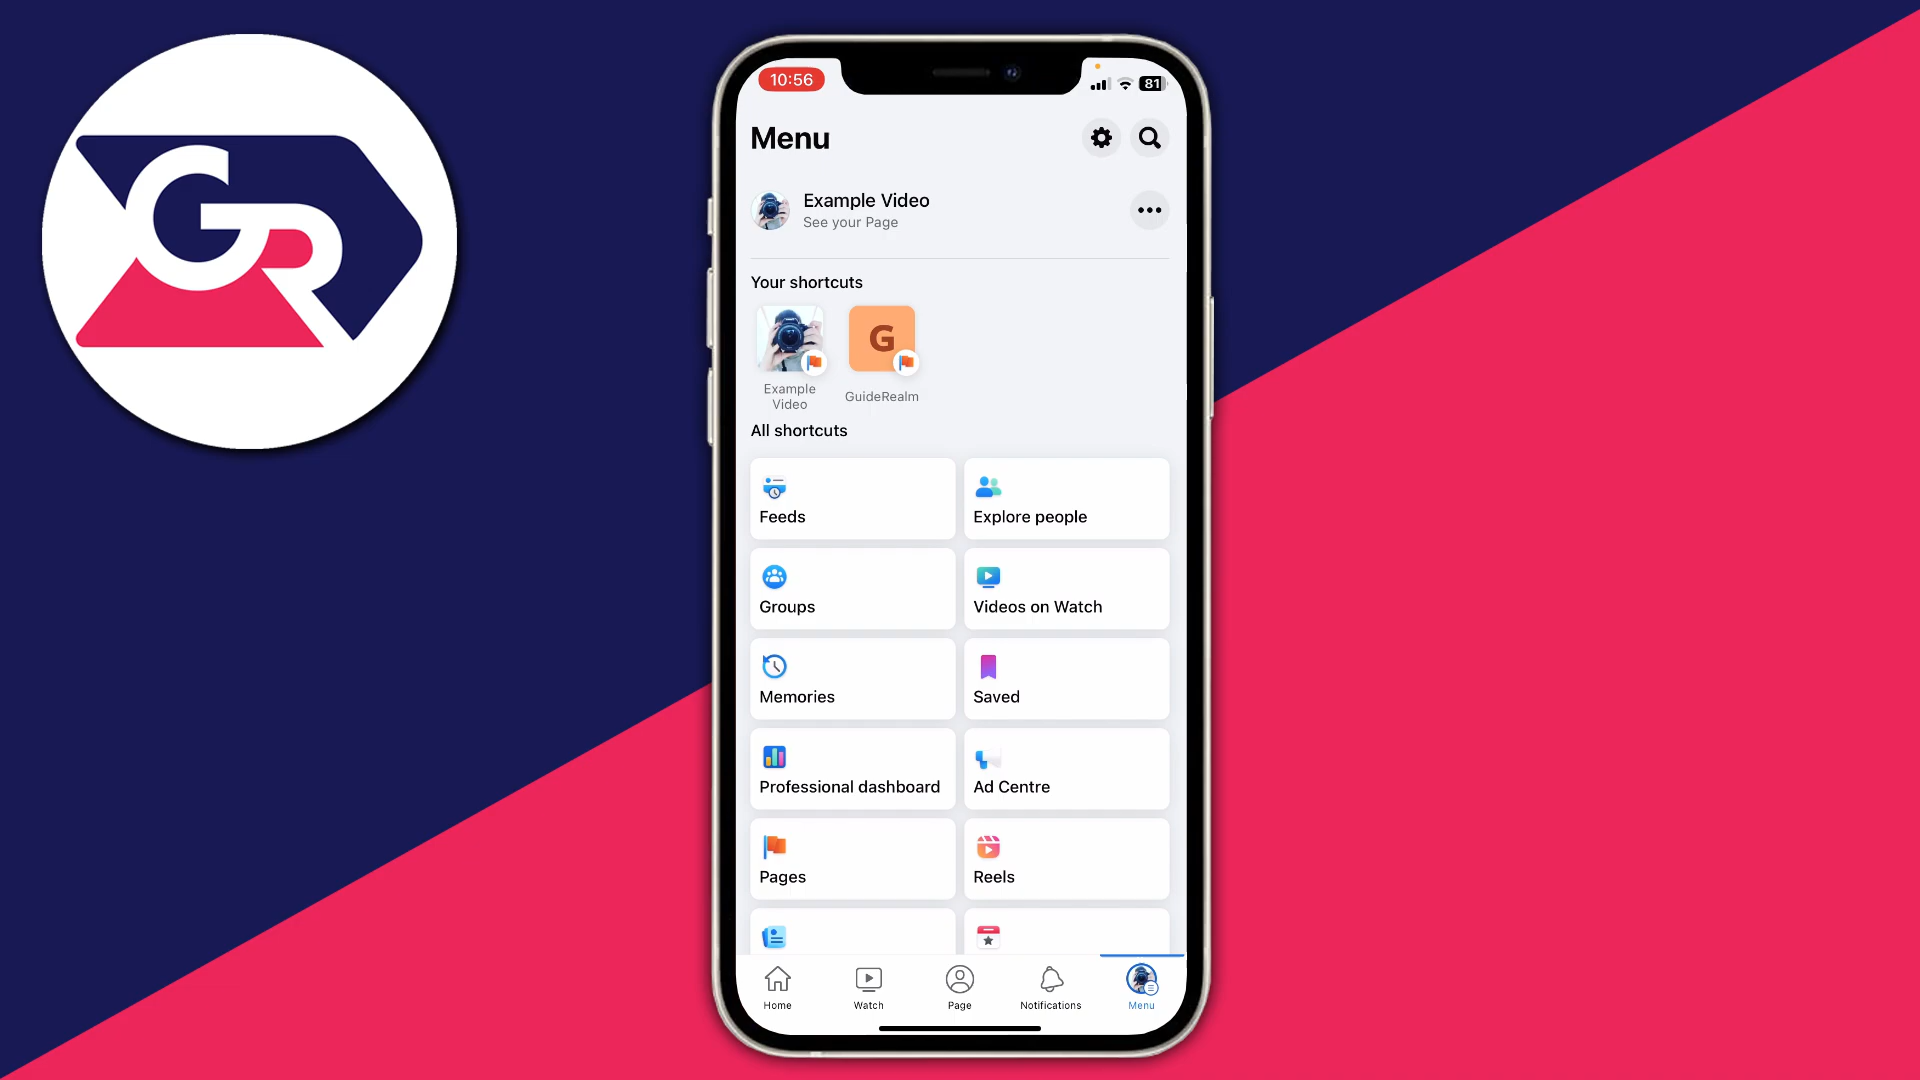 GR
10:56
81
Menu
Example Video
See your Page
Your shortcuts
G
Example
Video
GuideRealm
All shortcuts
Feeds
Explore people
Groups
Videos on Watch
Memories
Saved
Professional dashboard
Ad Centre
Pages
Reels
Home
Watch
Page
Notifications
Menu